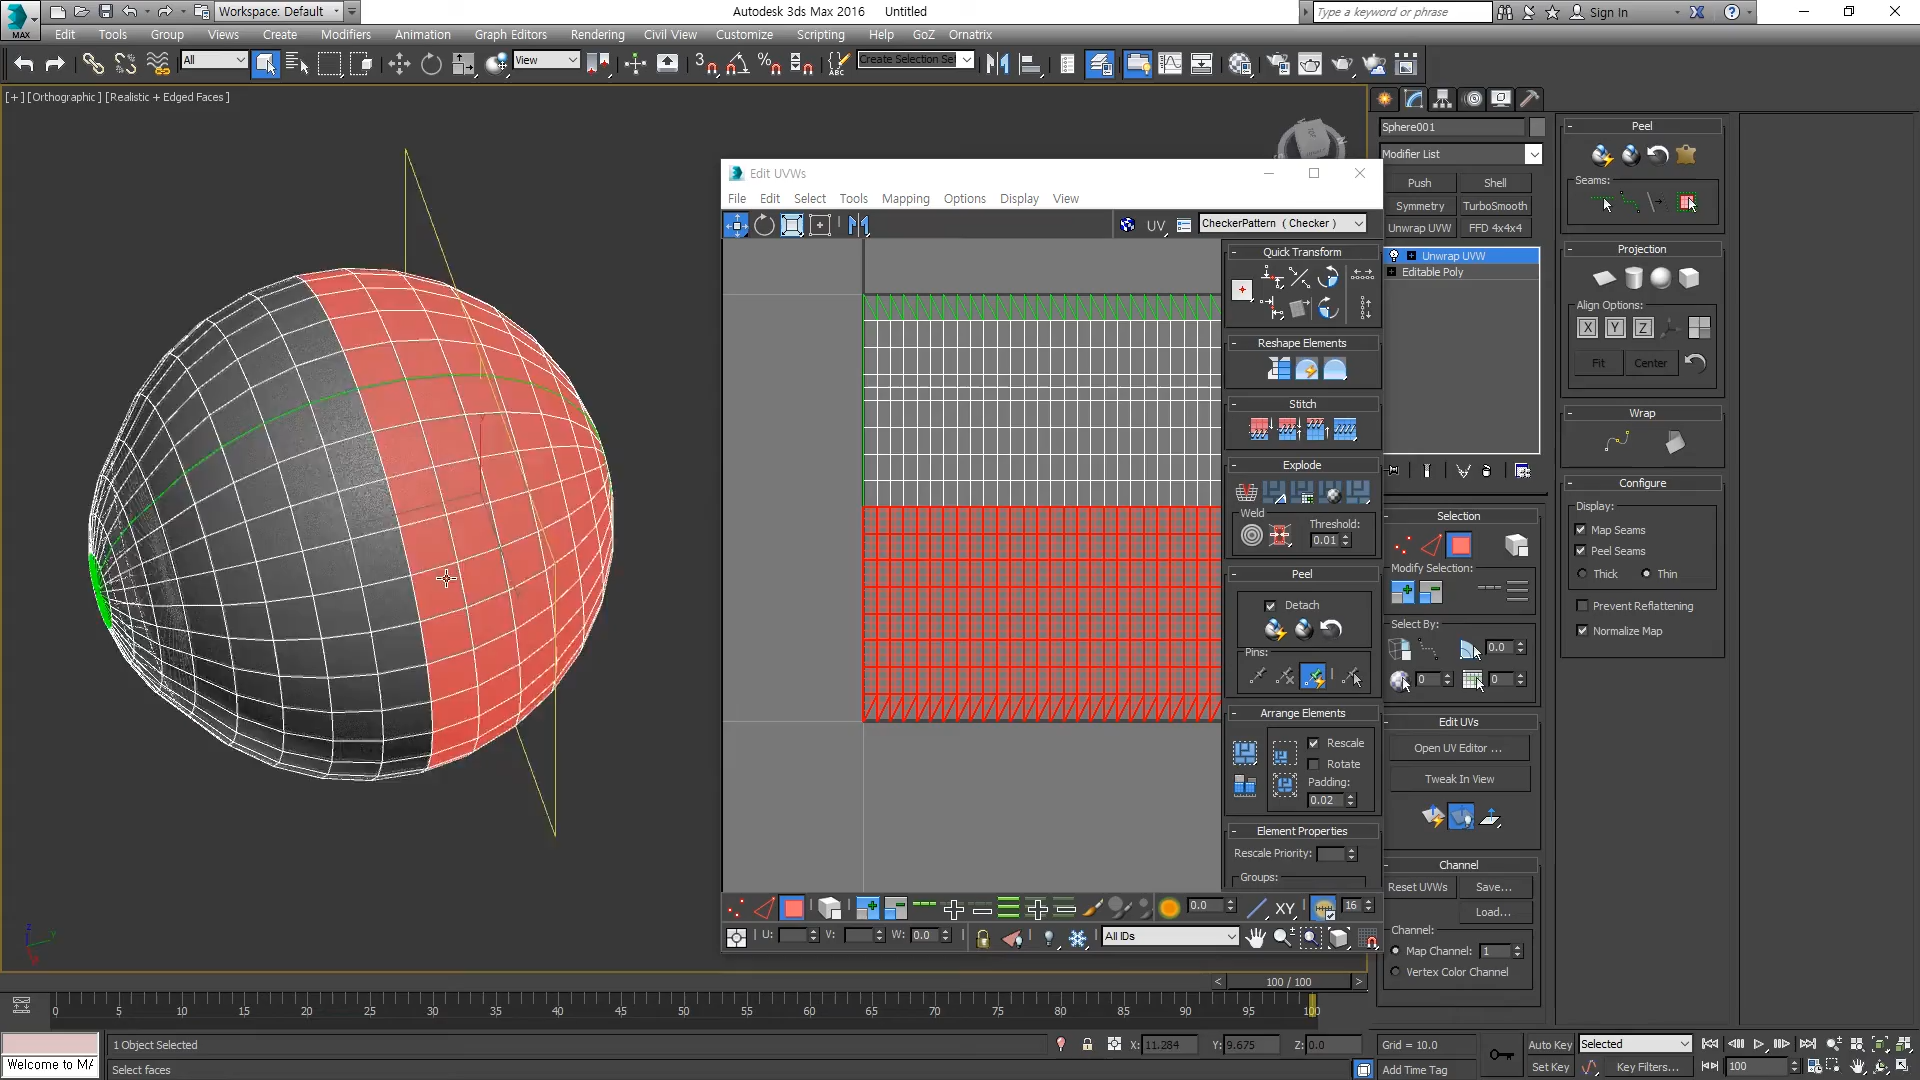 MAX
Workspace: Default
Autodesk 3ds Max 2016
Untitled
Type a keyword or phrase
Sign In
Edit
Tools
Group
Views
Create
Modifiers
Animation
Graph Editors
Rendering
Civil View
Customize
Scripting
Help
GoZ
Ornatrix
All
View
3
ABC
Create Selection Se
[+] [Orthographic] [Realistic + Edged Faces]
Edit UVWs
File
Edit
Select
Tools
Mapping
Options
Display
View
UV
CheckerPattern ( Checker )
Quick Transform
Reshape Elements
Stitch
Explode
Weld
Threshold:
0.01
Peel
Detach
Pins:
Arrange Elements
Rescale
Rotate
Padding:
0.02
Element Properties
Rescale Priority:
Groups:
0.0
XY
16
U:
V:
W:
0.0
All IDs
Sphere001
Modifier List
Push
Shell
Symmetry
TurboSmooth
Unwrap UVW
FFD 4x4x4
Unwrap UVW
Editable Poly
Selection
Modify Selection:
Select By:
0.0
0
0
Edit UVs
Open UV Editor ...
Tweak In View
Channel
Reset UVWs
Save...
Load...
Channel:
Map Channel:
1
Vertex Color Channel
Peel
Seams:
Projection
Align Options:
X
Y
Z
Fit
Center
Wrap
Configure
Display:
Map Seams
Peel Seams
Thick
Thin
Prevent Reflattening
Normalize Map
100 / 100
0
5
10
15
20
25
30
35
40
45
50
55
60
65
70
75
80
85
90
95
100
1 Object Selected
X:
11.284
Y:
9.675
Z:
0.0
Grid = 10.0
Auto Key
Selected
Welcome to MA
Select faces
Add Time Tag
Set Key
Key Filters...
100